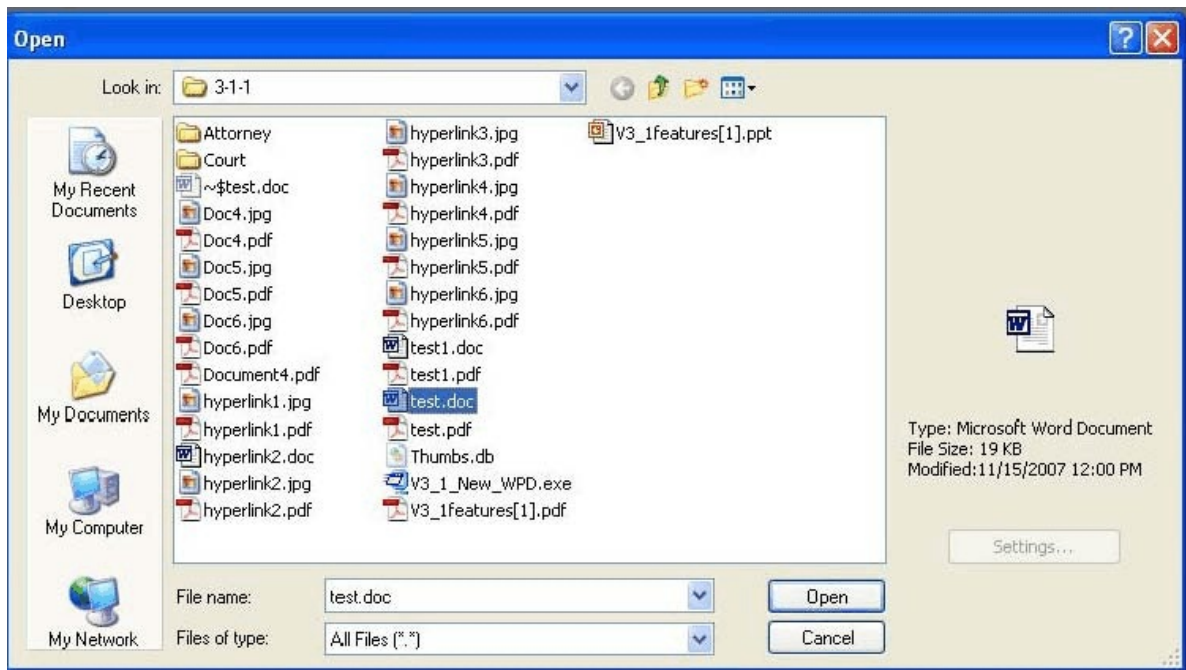 Open
Look in: 3-1-1
My Recent
Documents
Desktop
My Documents
My Computer
My Network
Attorney
Court
~$test.doc
Doc4.jpg
Doc4.pdf
Doc5.jpg
Doc5.pdf
Doc6.jpg
Doc6.pdf
Document4.pdf
hyperlink1.jpg
hyperlink1.pdf
hyperlink2.doc
hyperlink2.jpg
hyperlink2.pdf
hyperlink3.jpg
hyperlink3.pdf
hyperlink4.jpg
hyperlink4.pdf
hyperlink5.jpg
hyperlink5.pdf
hyperlink6.jpg
hyperlink6.pdf
test1.doc
test1.pdf
test.doc
test.pdf
Thumbs.db
V3_1_New_WPD.exe
V3_1features[1].pdf
V3_1features[1].ppt
Type: Microsoft Word Document
File Size: 19 KB
Modified:11/15/2007 12:00 PM
Settings...
File name: test.doc
Open
Files of type: All Files (*.*)
Cancel